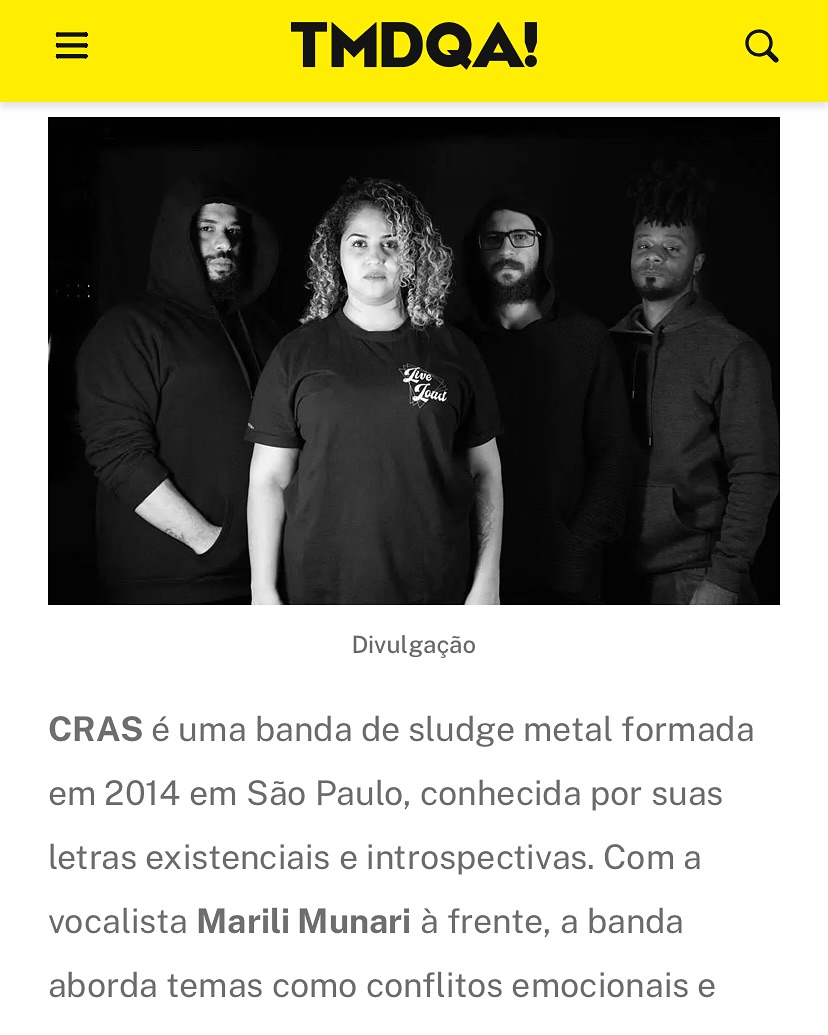 TMDQA!
Live
Loud
Divulgação
CRAS é uma banda de sludge metal formada
em 2014 em São Paulo, conhecida por suas
letras existenciais e introspectivas. Com a
vocalista Marili Munari à frente, a banda
aborda temas como conflitos emocionais e